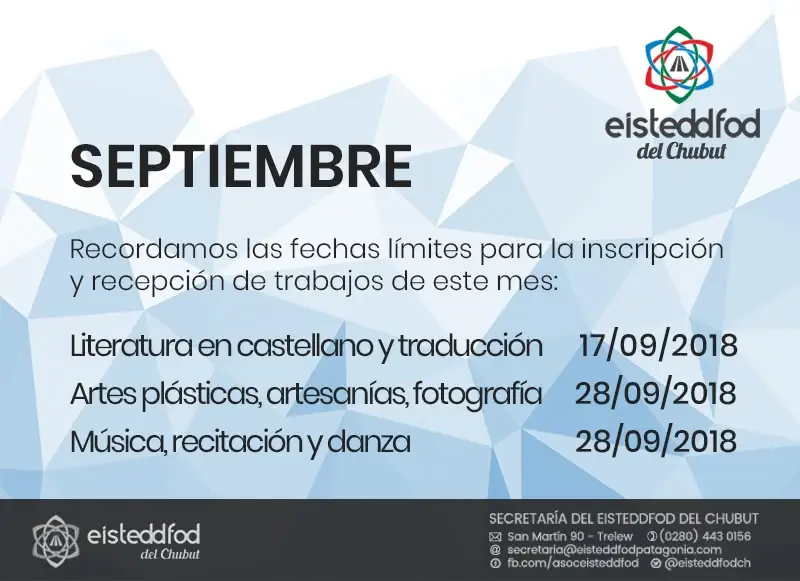 eisteddfod
del Chubut
SEPTIEMBRE
Recordamos las fechas límites para la inscripción
y recepción de trabajos de este mes:
Literatura en castellano y traducción 17/09/2018
Artes plásticas, artesanías, fotografía 28/09/2018
Música, recitación y danza 28/09/2018
eisteddfod
del Chubut
SECRETARÍA DEL EISTEDDFOD DEL CHUBUT
San Martín 90 - Trelew (0280) 443 0156
secretaria@eisteddfodpatagonia.com
fb.com/asoceisteddfod @eisteddfodch